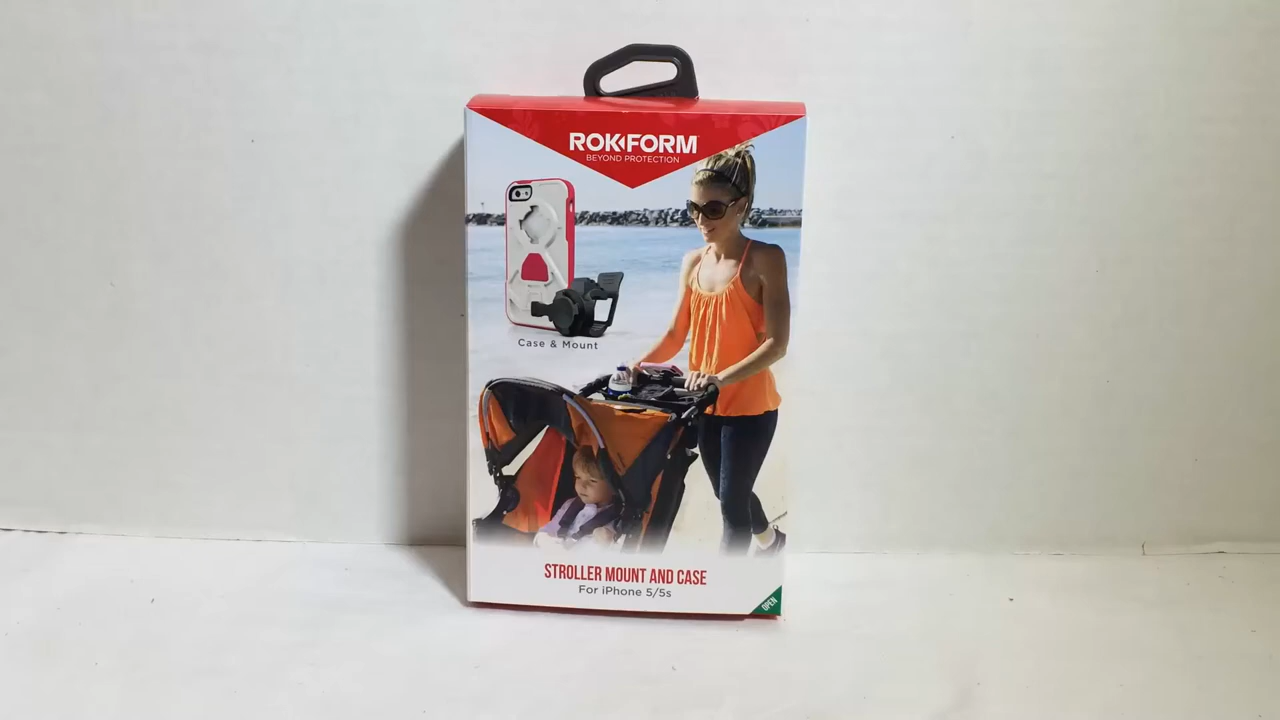 ROKFORM
BEYOND PROTECTION
Case & Mount
STROLLER MOUNT AND CASE
For iPhone 5/5s
OPEN